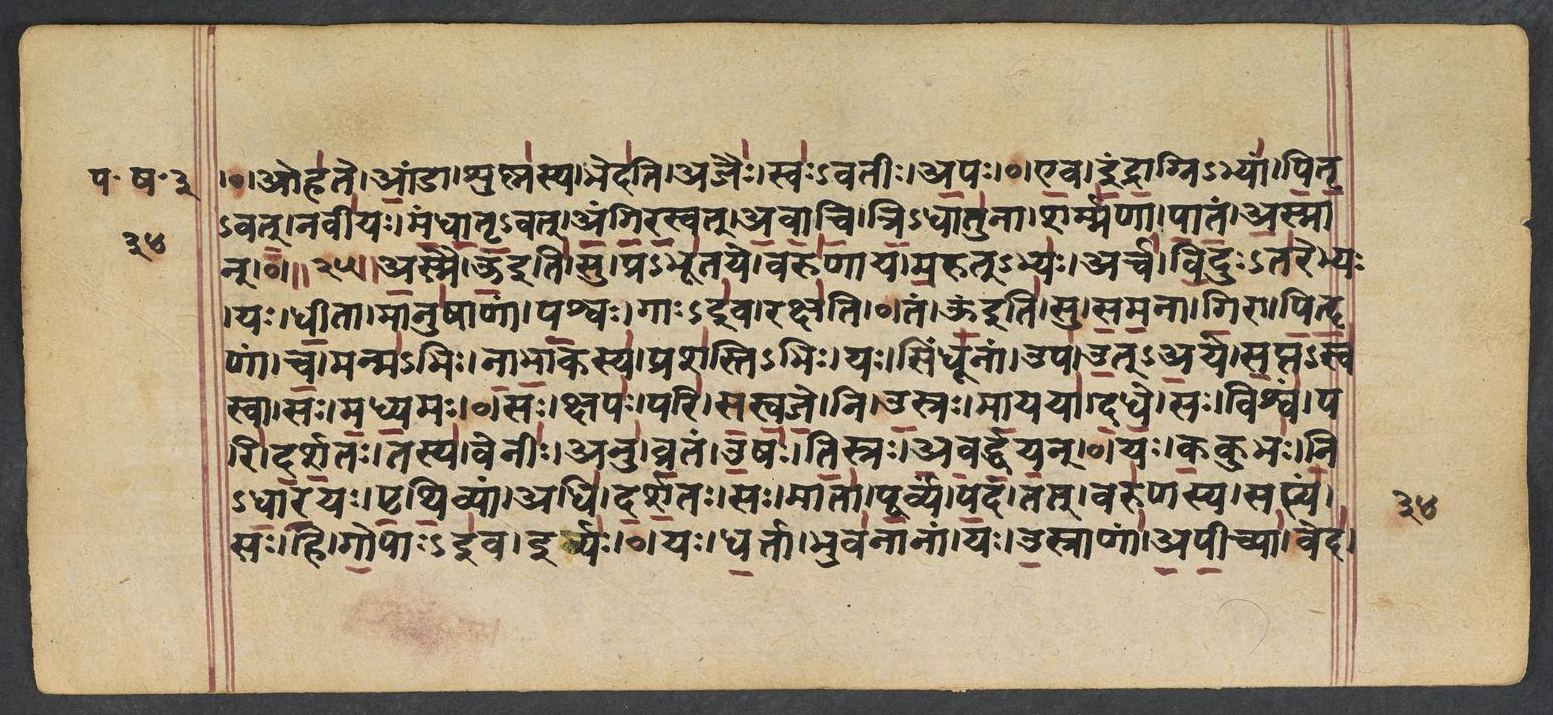 प॰ष॰३
३४
।०।ओहते।आंडा।शुष्णस्य।भेदति।अजैः।स्वःऽवतीः।अपः।०।एव।इंद्राग्निऽभ्यां।पितृ
ऽवत्।नवीयः।मंधातृऽवत्।अंगिरस्वत्।अवाचि।त्रिऽधातुना।शर्म्मणा।पातं।अस्मा
न्।०॥२५॥अस्मै।ऊंइति।सु।प्रऽभूतये।वरुणाय।मरुत्ऽभ्यः।अर्च।विदुःऽतरेभ्यः
।यः।धीता।मानुषाणां।पश्वः।गाःऽइव।रक्षति।०।तं।ऊंइति।सु।समना।गिरा।पितृ
णां।च।मन्मऽभिः।नाभाकस्य।प्रशस्तिऽभिः।यः।सिंधूनां।उप।उत्ऽअये।सप्तऽस्व
स्वा।सः।मध्यमः।०।सः।क्षपः।परि।सस्वजे।नि।उस्रः।मायया।दधे।सः।विश्वं।प
रि।दर्शतः।तस्य।वेनीः।अनु।व्रतं।उषः।तिस्रः।अवर्द्धयन्।०।यः।ककुभः।नि
ऽधारयः।पृथिव्यां।अधि।दर्शतः।सः।माता।पूर्व्यं।पदं।तत्।वरुणस्य।सप्त्यं।
सः।हि।गोपाःऽइव।इर्य्यः।०।यः।धर्ता।भुवनानां।यः।उस्राणां।अपीच्या।वेद।
३४